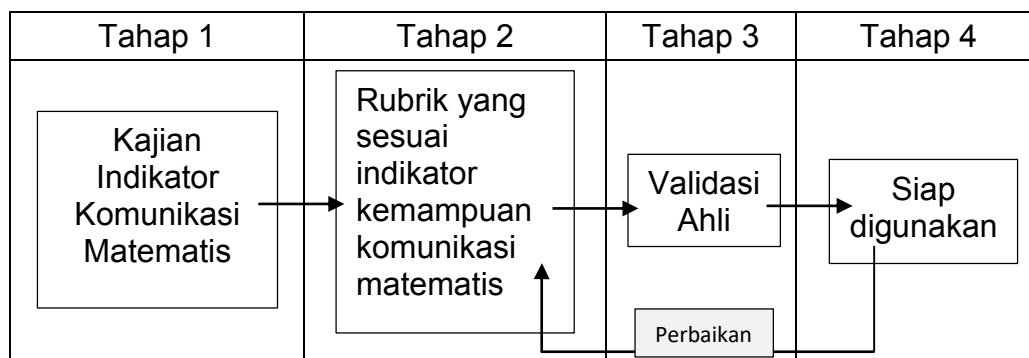 Tahap 1
Tahap 2
Tahap 3
Tahap 4
Kajian
Indikator
Komunikasi
Matematis
Rubrik yang
sesuai
indikator
kemampuan
komunikasi
matematis
Validasi
Ahli
Siap
digunakan
Perbaikan